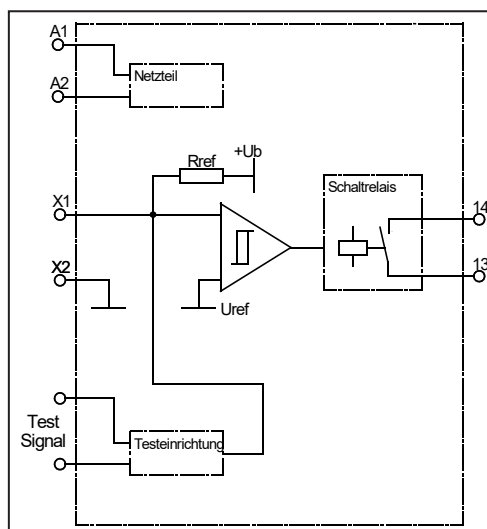 A1
Netzteil
A2
+Ub
Rref
Schaltrelais
X1
14
X2
13
Uref
Test
Signal
Testeinrichtung